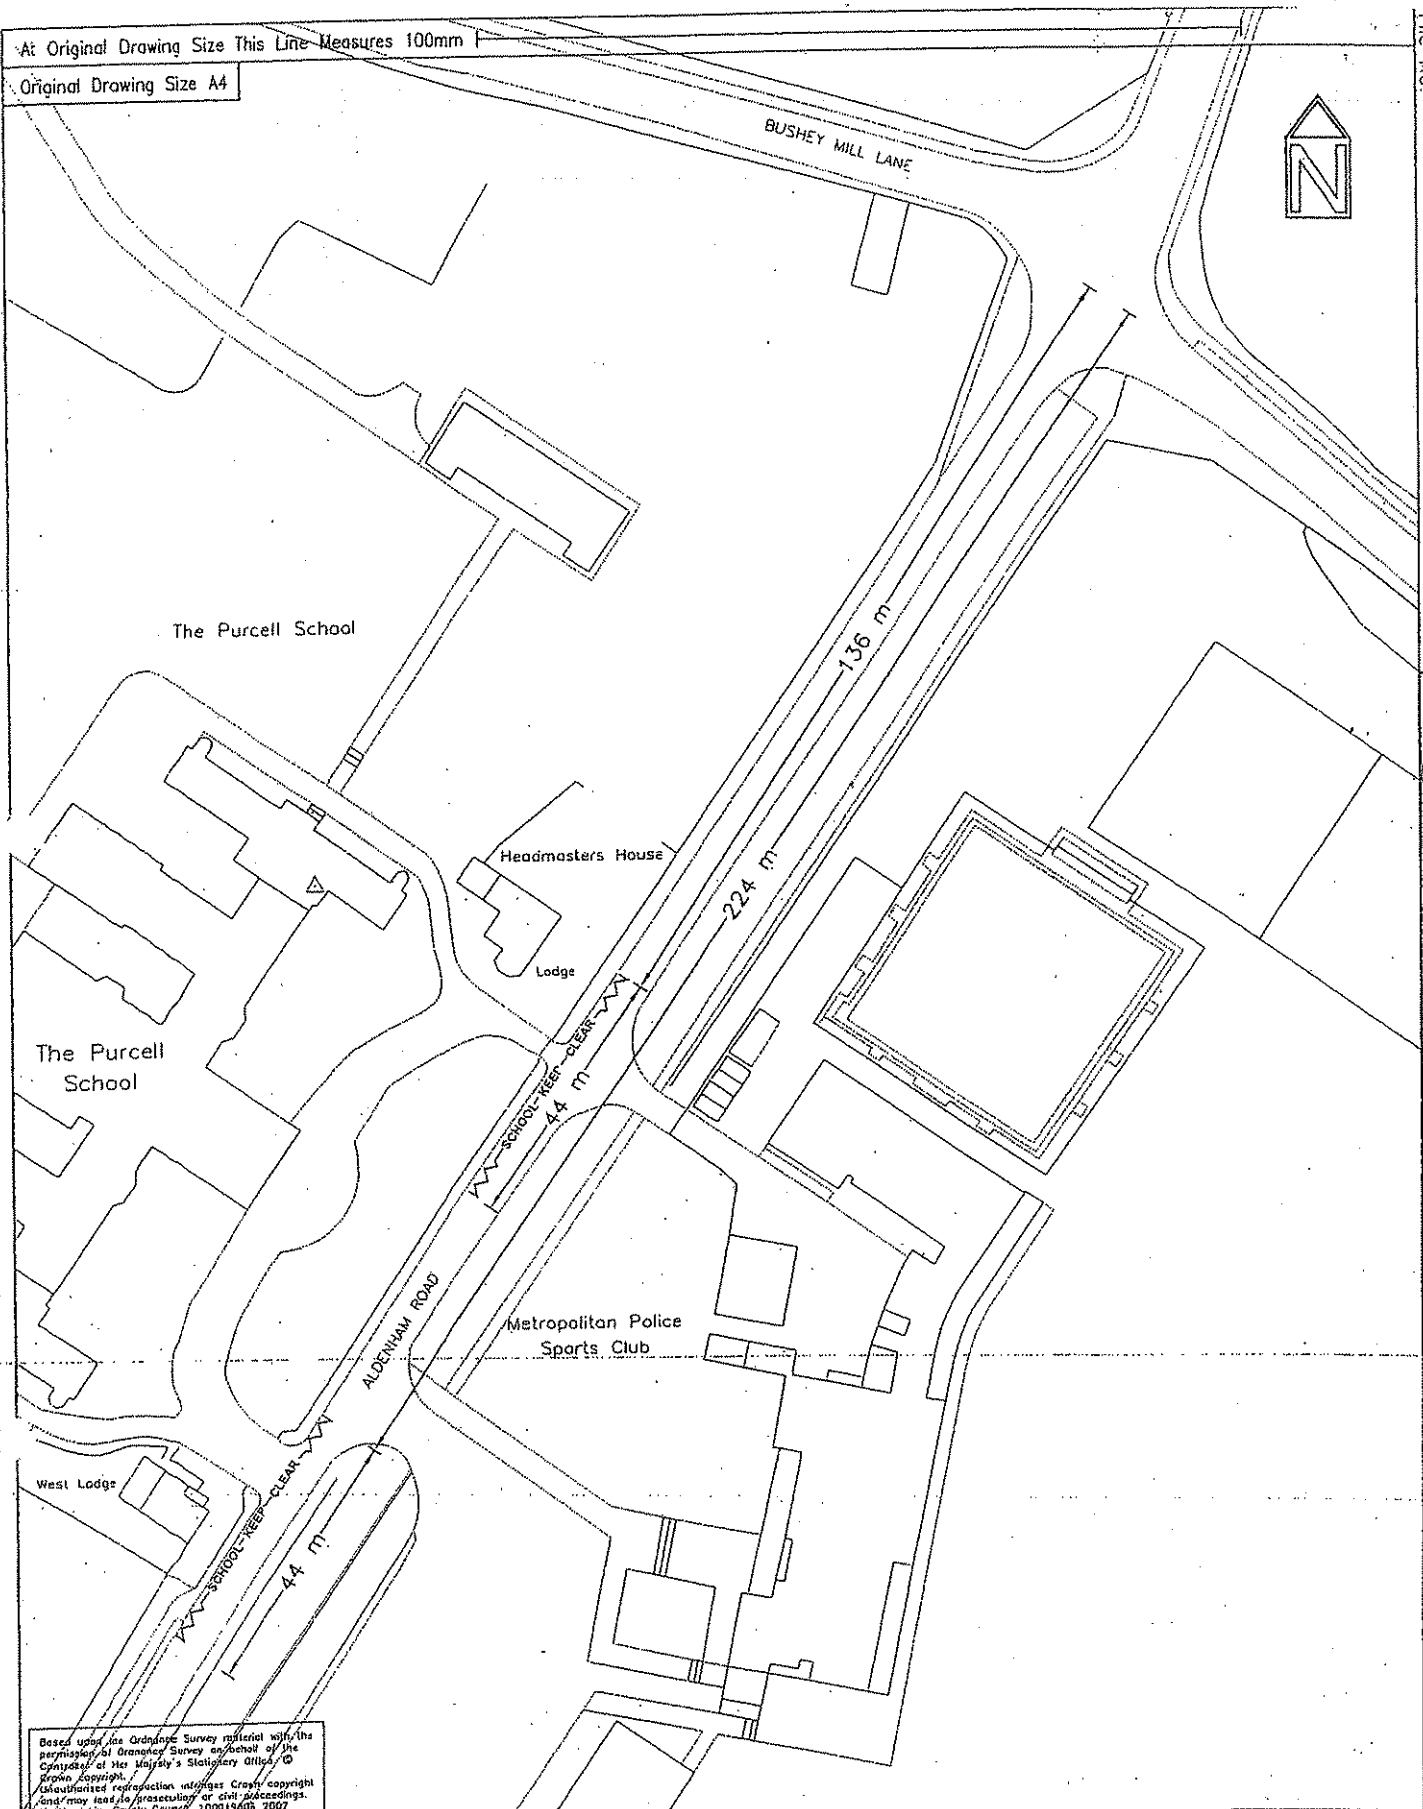 At Original Drawing Size This Line Measures 100mm
Original Drawing Size A4
BUSHEY MILL LANE
N
136 m
The Purcell School
Headmasters House
224 m
Lodge
SCHOOL-KEEP-CLEAR
44 m
The Purcell
School
ALDENHAM ROAD
Metropolitan Police
Sports Club
West Lodge
SCHOOL-KEEP-CLEAR
44 m
Based upon the Ordnance Survey material with the
permission of Ordnance Survey on behalf of the
Controller of Her Majesty's Stationery Office, ©
Crown copyright.
Unauthorised reproduction infringes Crown copyright
and may lead to prosecution or civil proceedings.
County Council 2007